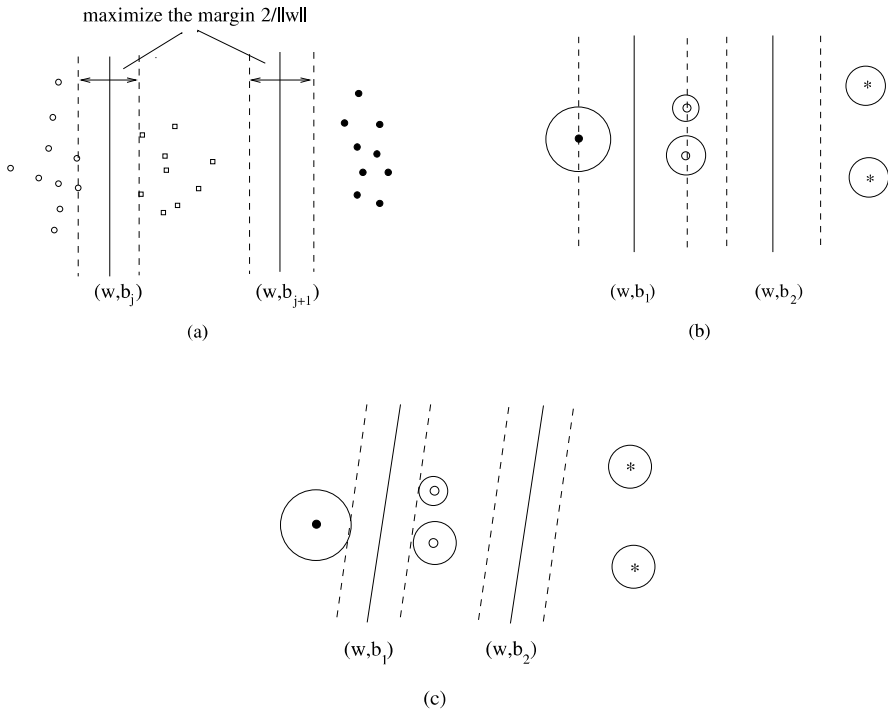 maximize the margin 2/||w||
(w,b_j) (w,b_{j+1})
(a)
(w,b_1) (w,b_2)
(b)
(w,b_1) (w,b_2)
(c)